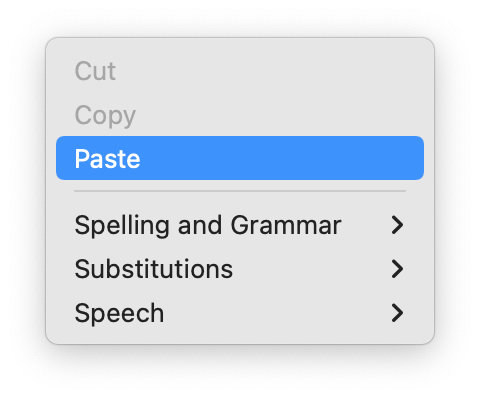 Cut
Copy
Paste
Spelling and Grammar
Substitutions
Speech